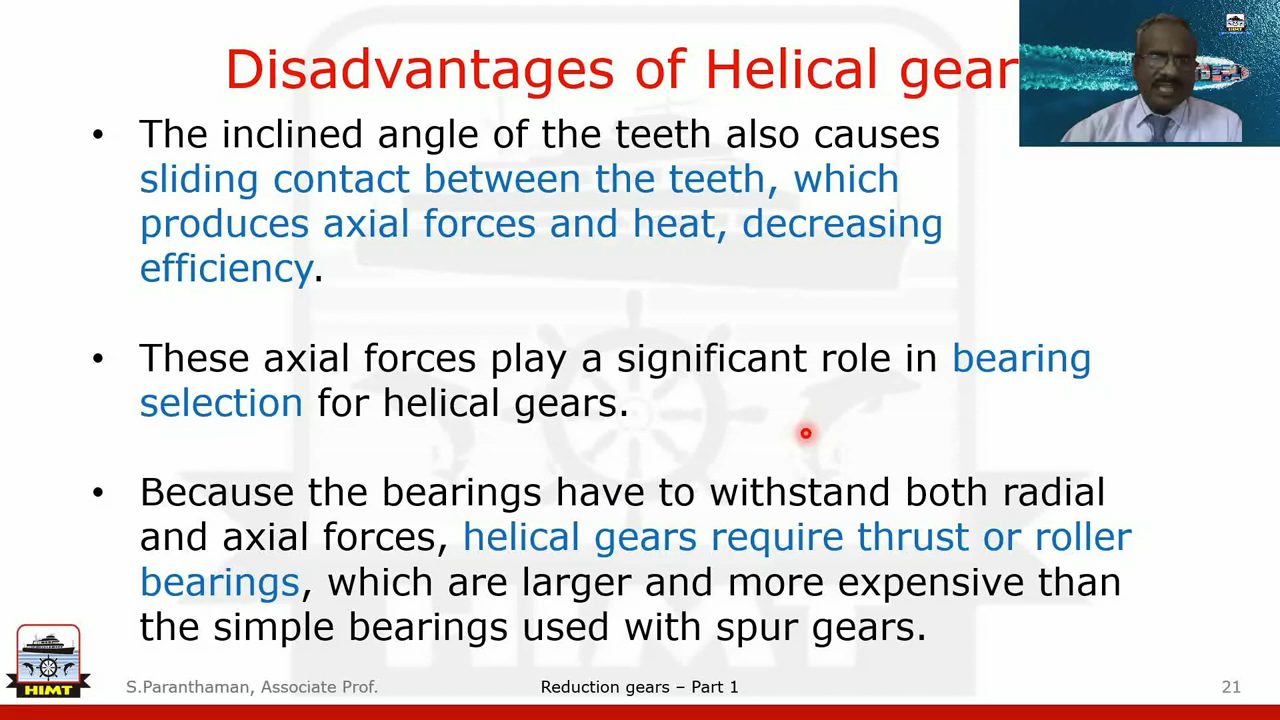 Disadvantages of Helical gear
• The inclined angle of the teeth also causes
sliding contact between the teeth, which
produces axial forces and heat, decreasing
efficiency.
• These axial forces play a significant role in bearing
selection for helical gears.
• Because the bearings have to withstand both radial
and axial forces, helical gears require thrust or roller
bearings, which are larger and more expensive than
the simple bearings used with spur gears.
HIMT
HIMT
HIMT
S.Paranthaman, Associate Prof.
Reduction gears – Part 1
21